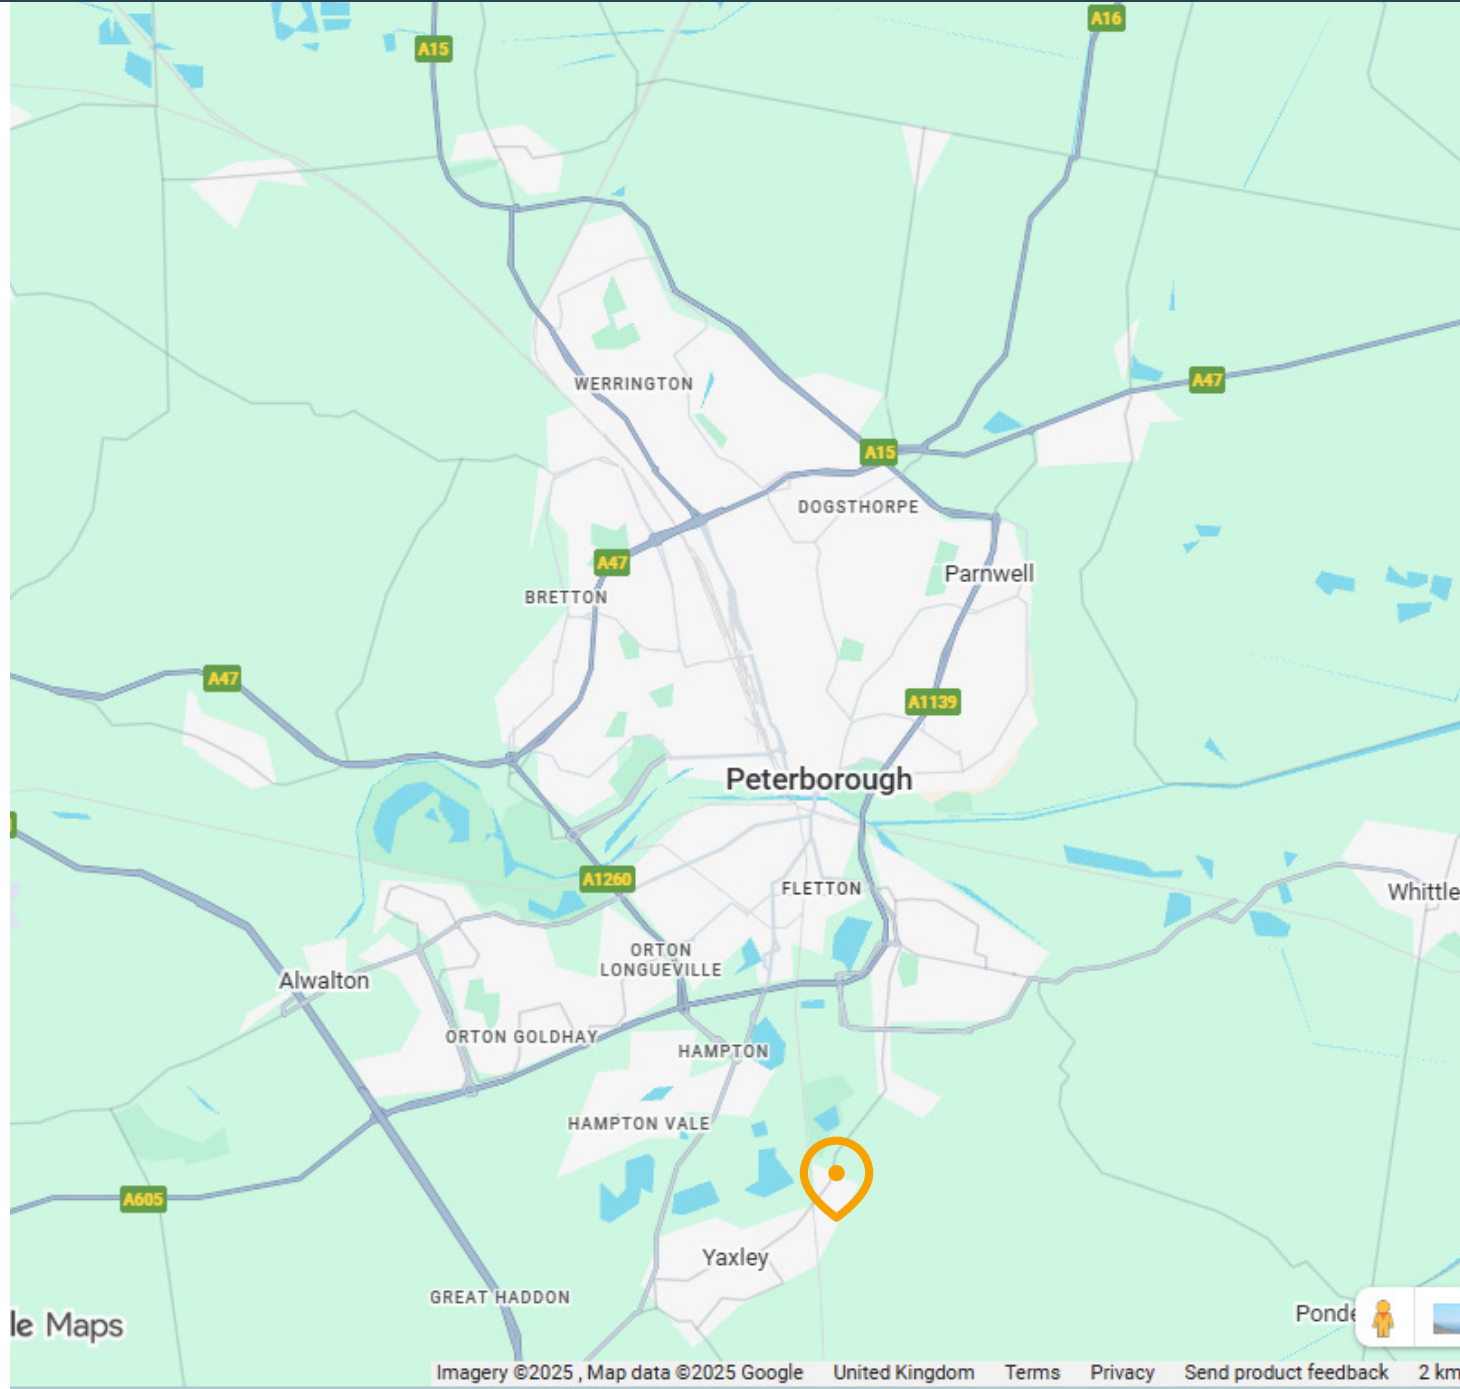 A16
A15
WERRINGTON
A47
A15
DOGSTHORPE
A47
Parnwell
BRETTON
A47
A1139
Peterborough
A1260
FLETTON
Whittle
ORTON
LONGUEVILLE
Alwalton
ORTON GOLDHAY
HAMPTON
HAMPTON VALE
A605
Yaxley
GREAT HADDON
Ponde
le Maps
Imagery ©2025 , Map data ©2025 Google United Kingdom Terms Privacy Send product feedback 2 km